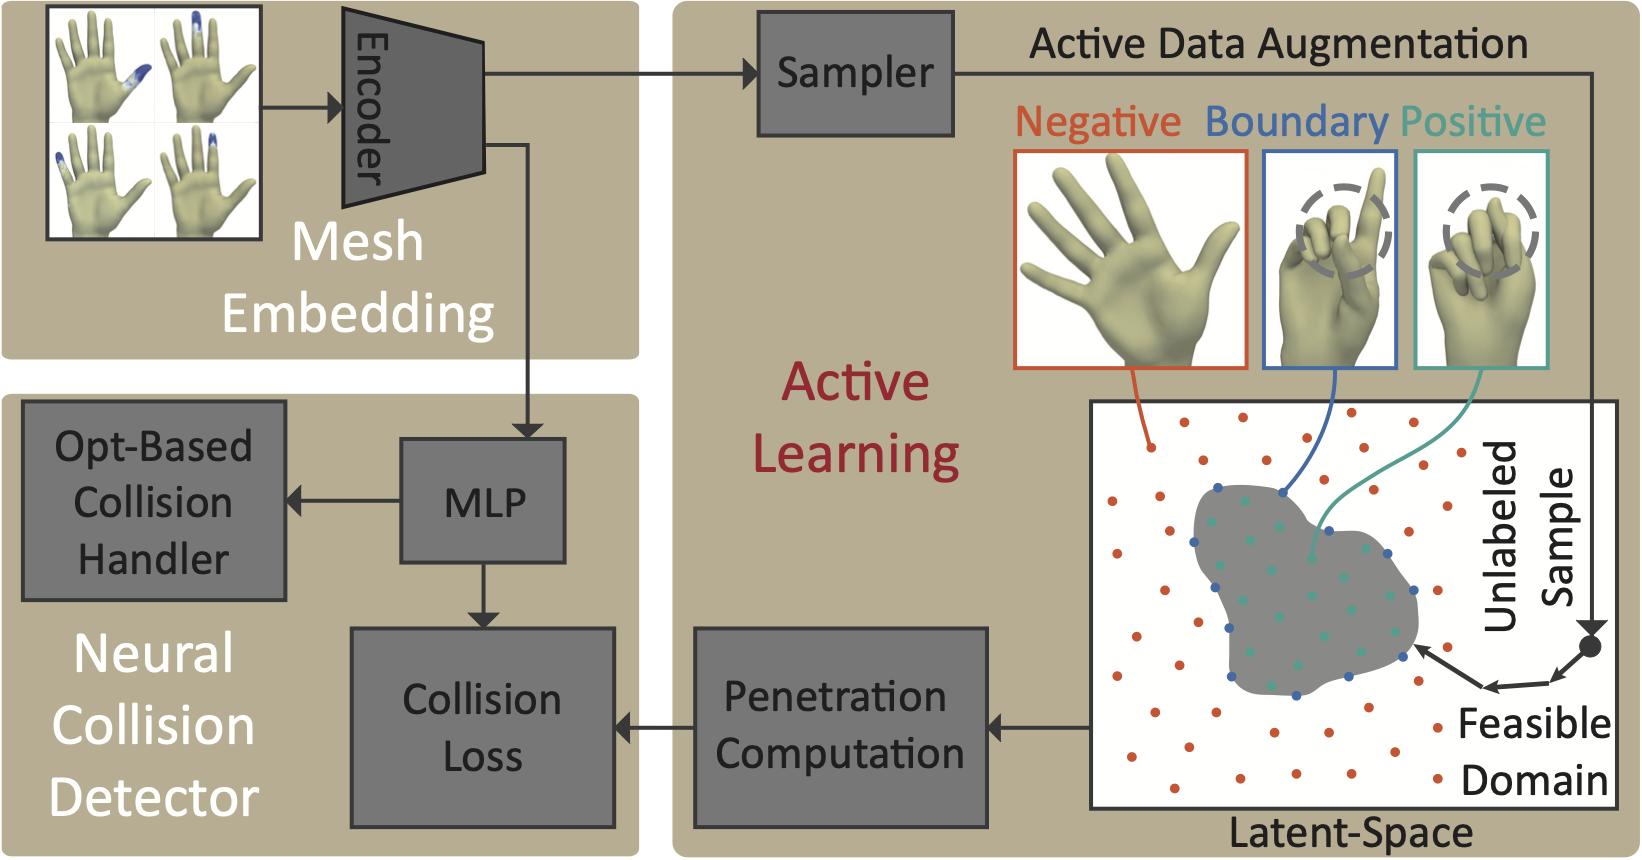 Encoder
Mesh
Embedding
Sampler
Active Data Augmentation
Negative
Boundary
Positive
Active
Learning
Unlabeled
Sample
Feasible
Domain
Latent-Space
Opt-Based
Collision
Handler
MLP
Neural
Collision
Detector
Collision
Loss
Penetration
Computation